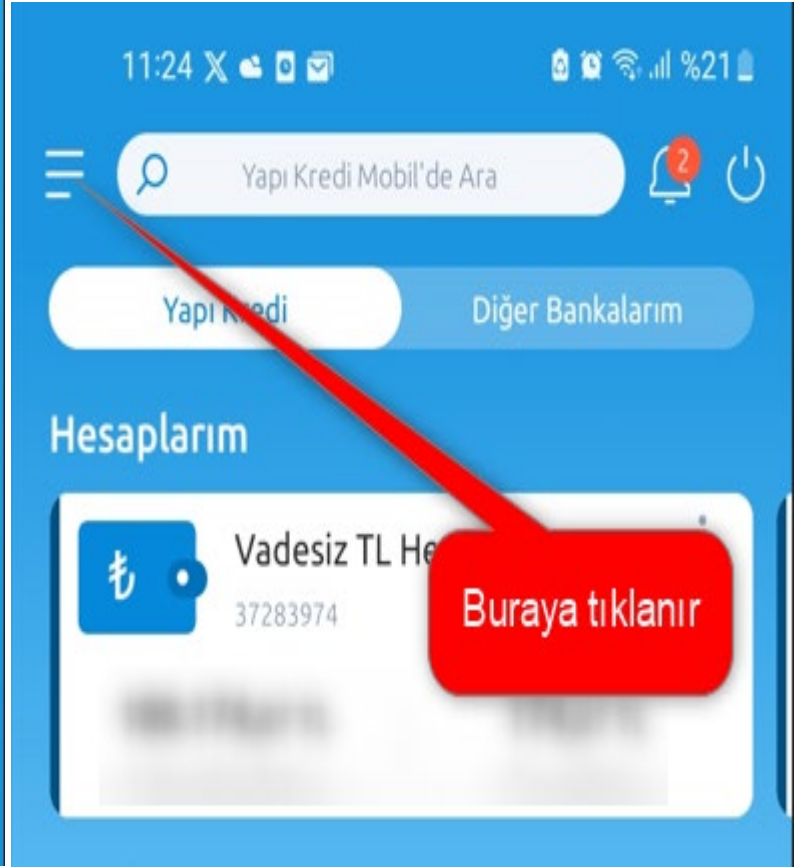 11:24
%21
Yapı Kredi Mobil'de Ara
2
Yapı Kredi
Diğer Bankalarım
Hesaplarım
Vadesiz TL He
37283974
Buraya tıklanır